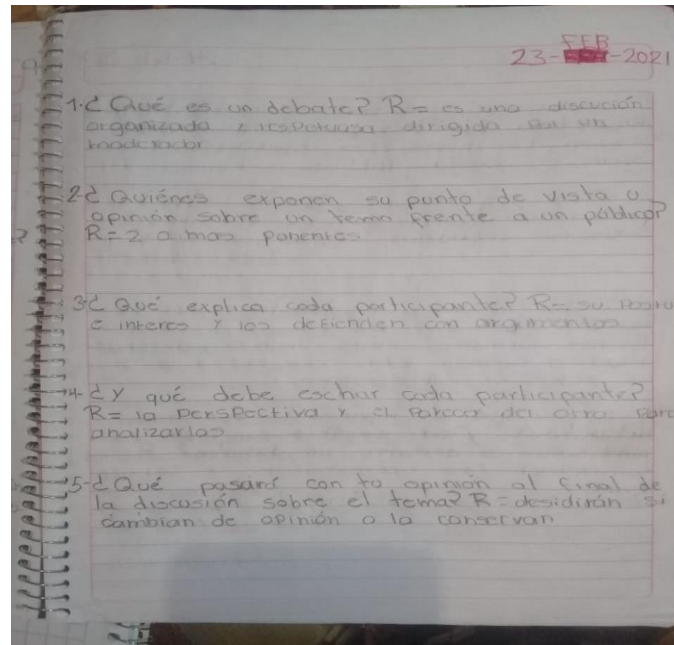 FEB
23- -2021
1.¿Qué es un debate? R= es una discución
organizada y respetuosa dirigida por un
moderador
2-¿Quiénes exponen su punto de vista u
opinión sobre un tema frente a un público?
R=2 o mas ponentes
3¿Qué explica cada participante? R= su postu
e interes y los defienden con argumentos
4-¿Y qué debe eschur cada participante?
R= la perspectiva y el parecer del otro para
analizarlas
5-¿Qué pasará con tu opinión al final de
la discusión sobre el tema? R= desidirán si
cambian de opinión o la conservan